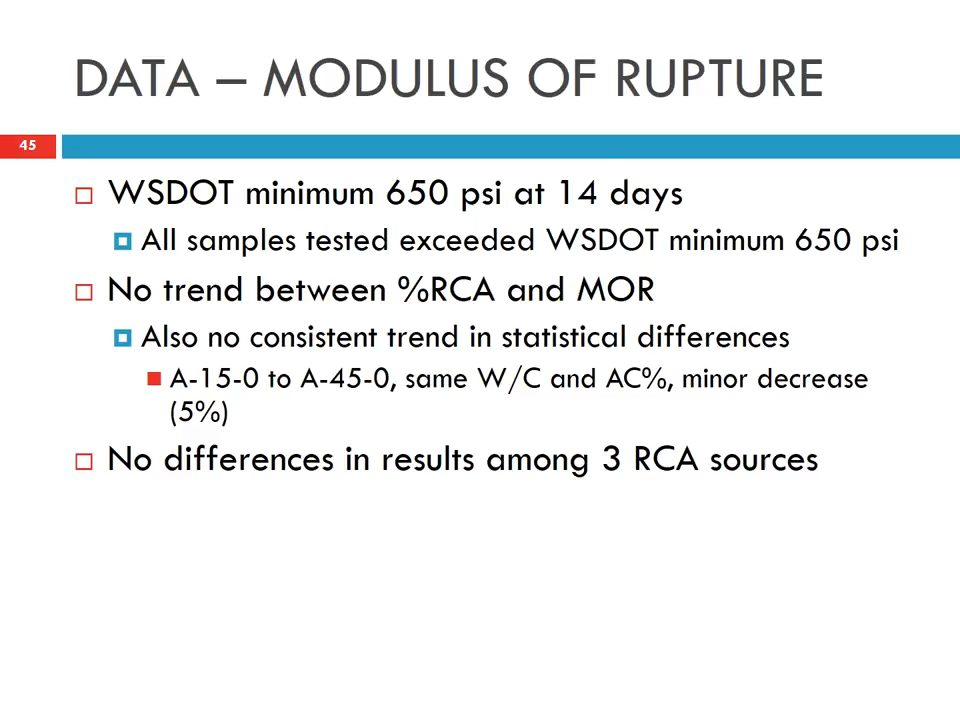 DATA – MODULUS OF RUPTURE
45
WSDOT minimum 650 psi at 14 days
All samples tested exceeded WSDOT minimum 650 psi
No trend between %RCA and MOR
Also no consistent trend in statistical differences
A-15-0 to A-45-0, same W/C and AC%, minor decrease
(5%)
No differences in results among 3 RCA sources